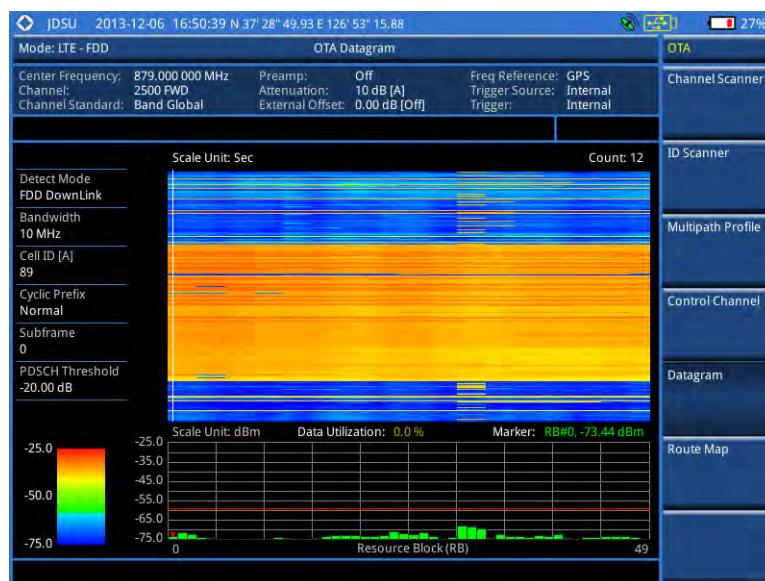 JDSU 2013-12-06 16:50:39 N 37' 28" 49.93 E 126' 53" 15.88 27%
Mode: LTE - FDD OTA Datagram OTA
Center Frequency: 879.000 000 MHz Preamp: Off Freq Reference: GPS
Channel: 2500 FWD Attenuation: 10 dB [A] Trigger Source: Internal
Channel Standard: Band Global External Offset: 0.00 dB [Off] Trigger: Internal
Channel Scanner
ID Scanner
Multipath Profile
Control Channel
Datagram
Route Map
Scale Unit: Sec Count: 12
Detect Mode
FDD DownLink
Bandwidth
10 MHz
Cell ID [A]
89
Cyclic Prefix
Normal
Subframe
0
PDSCH Threshold
-20.00 dB
Scale Unit: dBm Data Utilization: 0.0 % Marker: RB#0, -73.44 dBm
-25.0
-50.0
-75.0
-25.0
-35.0
-45.0
-55.0
-65.0
-75.0
0 Resource Block (RB) 49